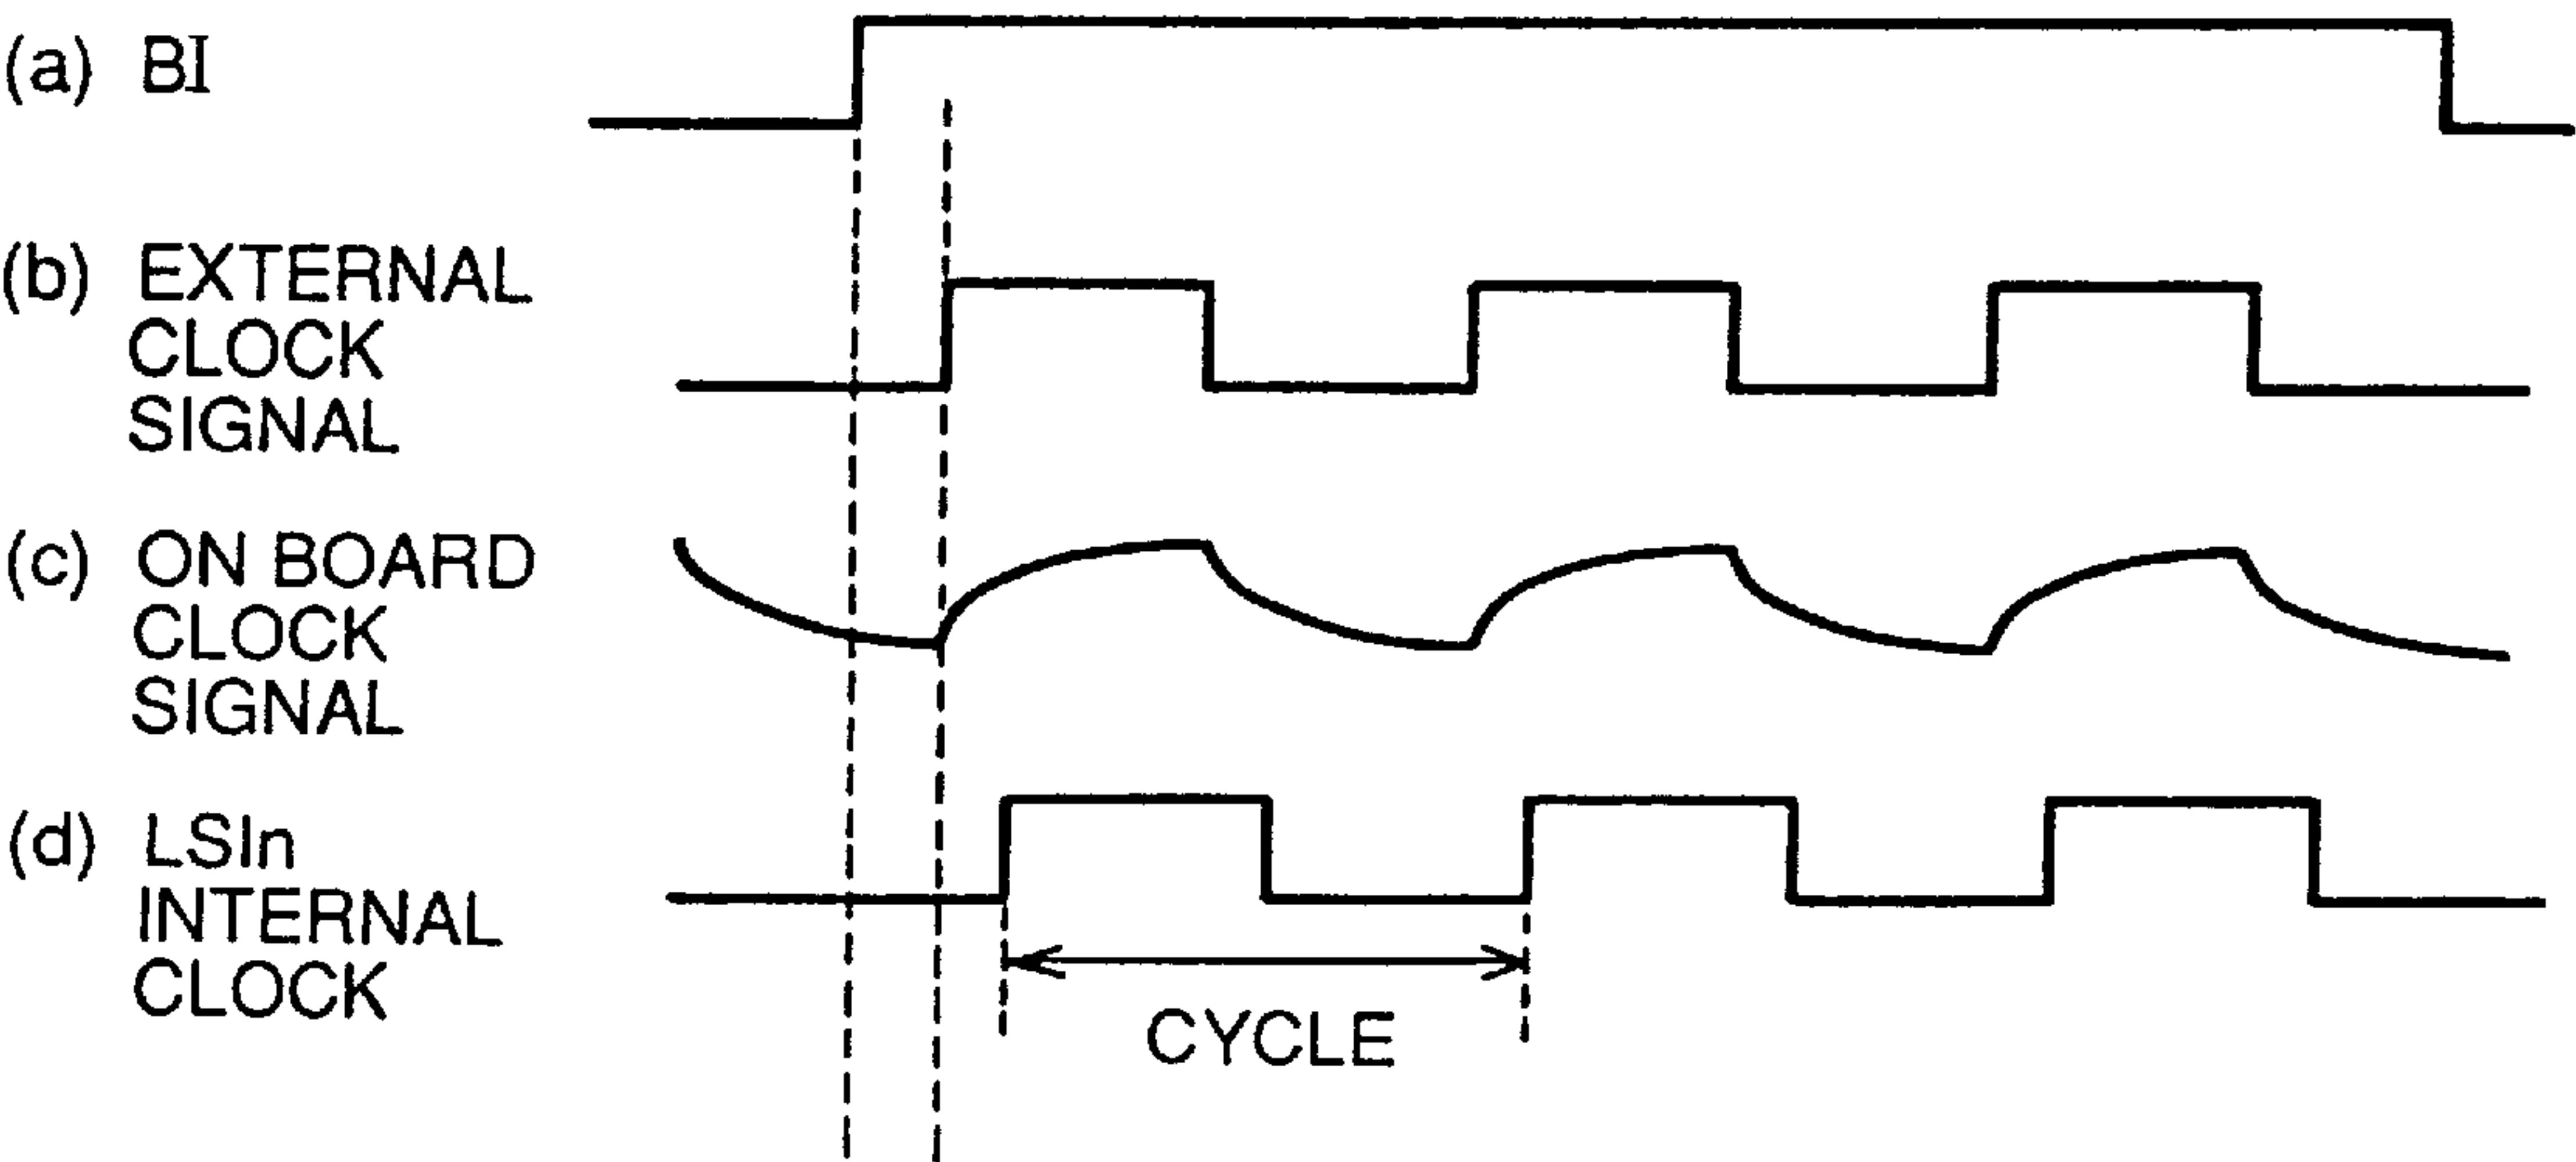 (a) BI
(b) EXTERNAL
CLOCK
SIGNAL
(c) ON BOARD
CLOCK
SIGNAL
(d) LSIn
INTERNAL
CLOCK
CYCLE